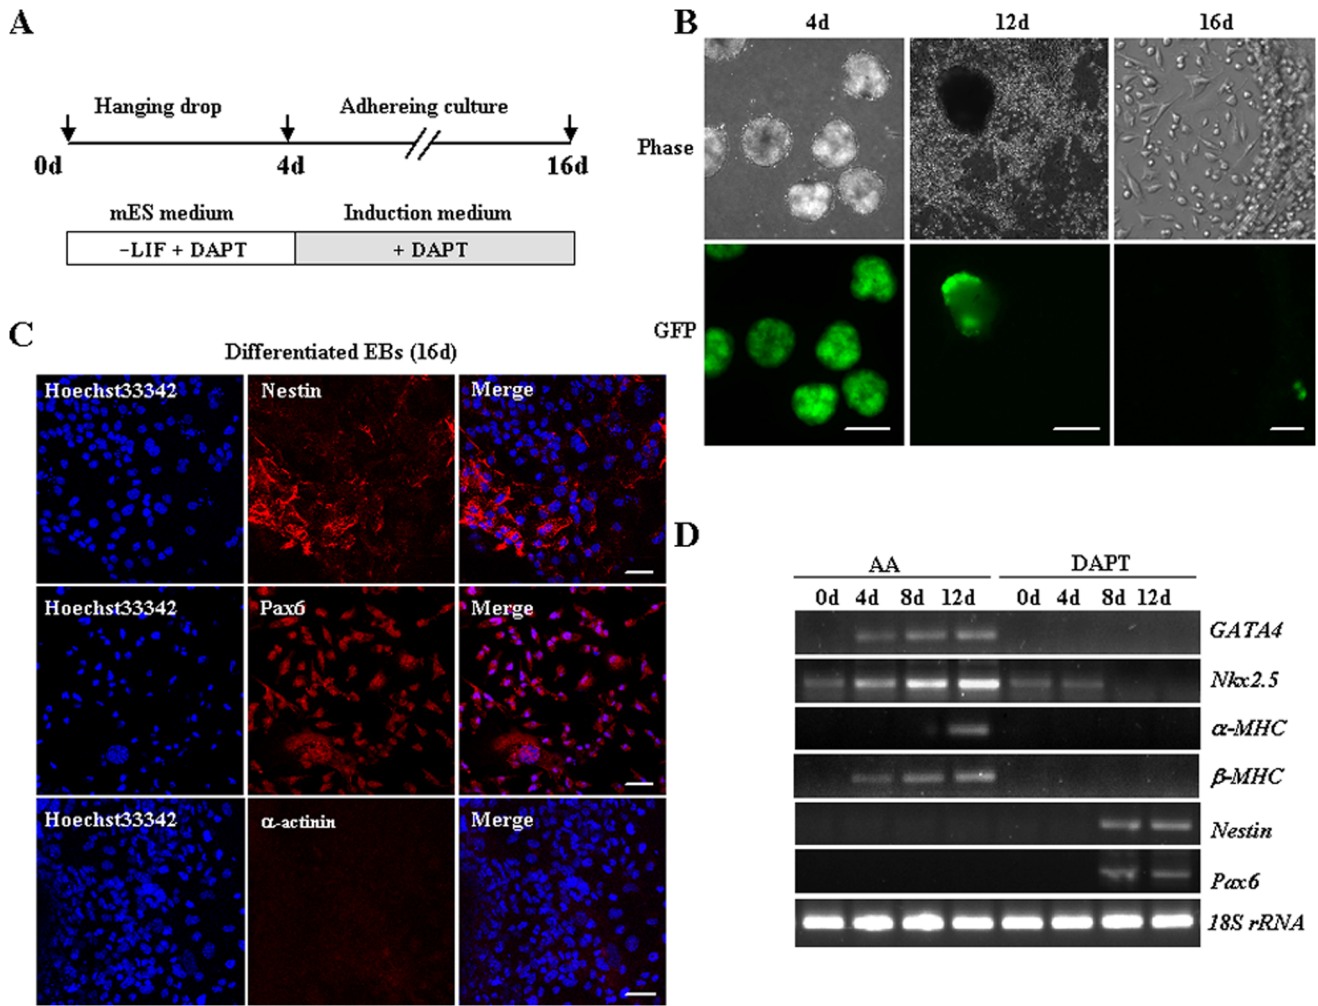 A
Hanging drop
Adhereing culture
0d
4d
16d
mES medium
Induction medium
-LIF + DAPT
+ DAPT
B
4d
12d
16d
Phase
GFP
C
Differentiated EBs (16d)
Hoechst33342
Nestin
Merge
Hoechst33342
Pax6
Merge
Hoechst33342
α-actinin
Merge
D
AA
DAPT
0d 4d 8d 12d 0d 4d 8d 12d
GATA4
Nkx2.5
α-MHC
β-MHC
Nestin
Pax6
18S rRNA